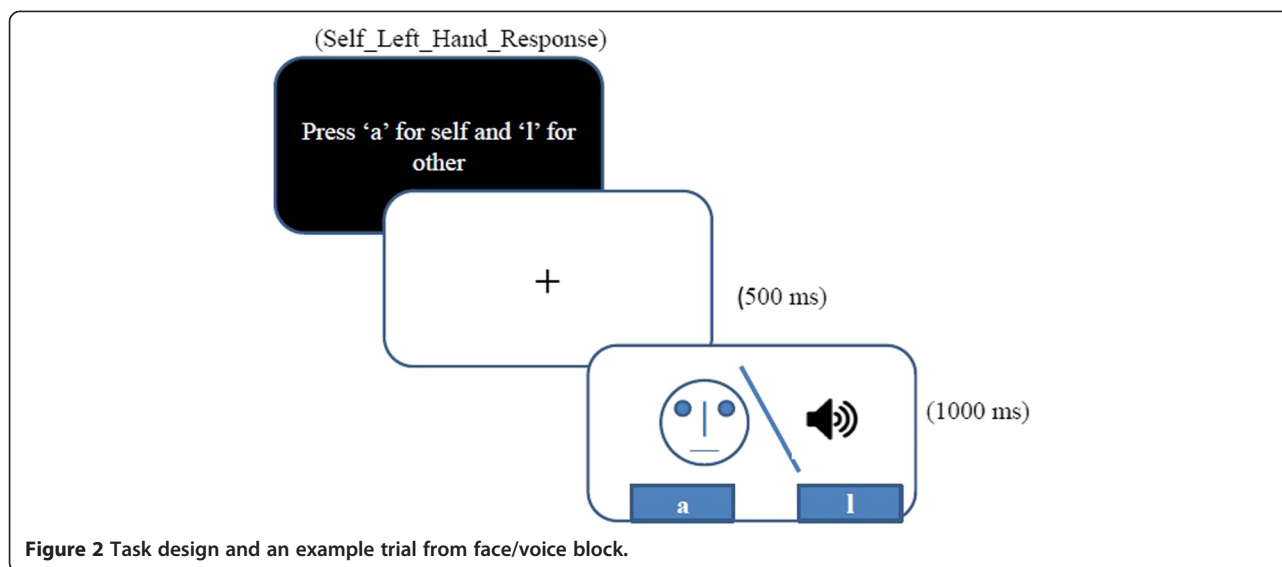 (Self_Left_Hand_Response)
Press ‘a’ for self and ‘l’ for
other
+
(500 ms)
(1000 ms)
a
l
Figure 2 Task design and an example trial from face/voice block.